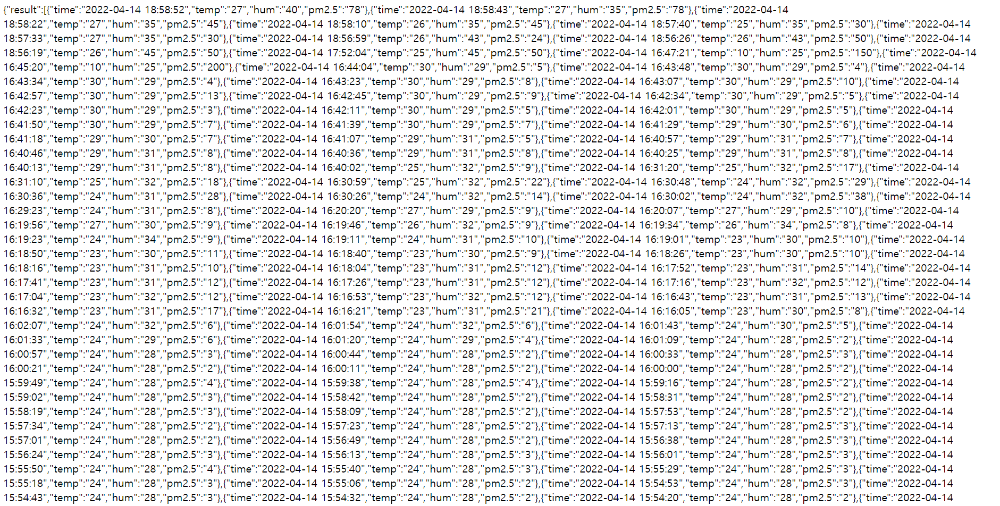 {"result":[{"time":"2022-04-14 18:58:52","temp":"27","hum":"40","pm2.5":"78"},{"time":"2022-04-14 18:58:43","temp":"27","hum":"35","pm2.5":"78"},{"time":"2022-04-14
18:58:22","temp":"27","hum":"35","pm2.5":"45"},{"time":"2022-04-14 18:58:10","temp":"26","hum":"35","pm2.5":"45"},{"time":"2022-04-14 18:57:40","temp":"25","hum":"35","pm2.5":"30"},{"time":"2022-04-14
18:57:33","temp":"27","hum":"35","pm2.5":"30"},{"time":"2022-04-14 18:56:59","temp":"26","hum":"43","pm2.5":"24"},{"time":"2022-04-14 18:56:26","temp":"26","hum":"43","pm2.5":"50"},{"time":"2022-04-14
18:56:19","temp":"26","hum":"45","pm2.5":"50"},{"time":"2022-04-14 17:52:04","temp":"25","hum":"45","pm2.5":"50"},{"time":"2022-04-14 16:47:21","temp":"10","hum":"25","pm2.5":"150"},{"time":"2022-04-14
16:45:20","temp":"10","hum":"25","pm2.5":"200"},{"time":"2022-04-14 16:44:04","temp":"30","hum":"29","pm2.5":"5"},{"time":"2022-04-14 16:43:48","temp":"30","hum":"29","pm2.5":"4"},{"time":"2022-04-14
16:43:34","temp":"30","hum":"29","pm2.5":"4"},{"time":"2022-04-14 16:43:23","temp":"30","hum":"29","pm2.5":"8"},{"time":"2022-04-14 16:43:07","temp":"30","hum":"29","pm2.5":"10"},{"time":"2022-04-14
16:42:57","temp":"30","hum":"29","pm2.5":"13"},{"time":"2022-04-14 16:42:45","temp":"30","hum":"29","pm2.5":"9"},{"time":"2022-04-14 16:42:34","temp":"30","hum":"29","pm2.5":"5"},{"time":"2022-04-14
16:42:23","temp":"30","hum":"29","pm2.5":"3"},{"time":"2022-04-14 16:42:11","temp":"30","hum":"29","pm2.5":"5"},{"time":"2022-04-14 16:42:01","temp":"30","hum":"29","pm2.5":"5"},{"time":"2022-04-14
16:41:50","temp":"30","hum":"29","pm2.5":"7"},{"time":"2022-04-14 16:41:39","temp":"30","hum":"29","pm2.5":"7"},{"time":"2022-04-14 16:41:29","temp":"29","hum":"30","pm2.5":"6"},{"time":"2022-04-14
16:41:18","temp":"29","hum":"30","pm2.5":"7"},{"time":"2022-04-14 16:41:07","temp":"29","hum":"31","pm2.5":"5"},{"time":"2022-04-14 16:40:57","temp":"29","hum":"31","pm2.5":"7"},{"time":"2022-04-14
16:40:46","temp":"29","hum":"31","pm2.5":"8"},{"time":"2022-04-14 16:40:36","temp":"29","hum":"31","pm2.5":"8"},{"time":"2022-04-14 16:40:25","temp":"29","hum":"31","pm2.5":"8"},{"time":"2022-04-14
16:40:13","temp":"29","hum":"31","pm2.5":"8"},{"time":"2022-04-14 16:40:02","temp":"25","hum":"32","pm2.5":"9"},{"time":"2022-04-14 16:31:20","temp":"25","hum":"32","pm2.5":"17"},{"time":"2022-04-14
16:31:10","temp":"25","hum":"32","pm2.5":"18"},{"time":"2022-04-14 16:30:59","temp":"25","hum":"32","pm2.5":"22"},{"time":"2022-04-14 16:30:48","temp":"24","hum":"32","pm2.5":"29"},{"time":"2022-04-14
16:30:36","temp":"24","hum":"31","pm2.5":"28"},{"time":"2022-04-14 16:30:26","temp":"24","hum":"32","pm2.5":"14"},{"time":"2022-04-14 16:30:02","temp":"24","hum":"32","pm2.5":"38"},{"time":"2022-04-14
16:29:23","temp":"24","hum":"31","pm2.5":"8"},{"time":"2022-04-14 16:20:20","temp":"27","hum":"29","pm2.5":"9"},{"time":"2022-04-14 16:20:07","temp":"27","hum":"29","pm2.5":"10"},{"time":"2022-04-14
16:19:56","temp":"27","hum":"30","pm2.5":"9"},{"time":"2022-04-14 16:19:46","temp":"26","hum":"32","pm2.5":"9"},{"time":"2022-04-14 16:19:34","temp":"26","hum":"34","pm2.5":"8"},{"time":"2022-04-14
16:19:23","temp":"24","hum":"34","pm2.5":"9"},{"time":"2022-04-14 16:19:11","temp":"24","hum":"31","pm2.5":"10"},{"time":"2022-04-14 16:19:01","temp":"23","hum":"30","pm2.5":"10"},{"time":"2022-04-14
16:18:50","temp":"23","hum":"30","pm2.5":"11"},{"time":"2022-04-14 16:18:40","temp":"23","hum":"30","pm2.5":"9"},{"time":"2022-04-14 16:18:26","temp":"23","hum":"30","pm2.5":"10"},{"time":"2022-04-14
16:18:16","temp":"23","hum":"31","pm2.5":"10"},{"time":"2022-04-14 16:18:04","temp":"23","hum":"31","pm2.5":"12"},{"time":"2022-04-14 16:17:52","temp":"23","hum":"31","pm2.5":"14"},{"time":"2022-04-14
16:17:41","temp":"23","hum":"31","pm2.5":"12"},{"time":"2022-04-14 16:17:26","temp":"23","hum":"31","pm2.5":"12"},{"time":"2022-04-14 16:17:16","temp":"23","hum":"32","pm2.5":"12"},{"time":"2022-04-14
16:17:04","temp":"23","hum":"32","pm2.5":"12"},{"time":"2022-04-14 16:16:53","temp":"23","hum":"32","pm2.5":"12"},{"time":"2022-04-14 16:16:43","temp":"23","hum":"31","pm2.5":"13"},{"time":"2022-04-14
16:16:32","temp":"23","hum":"31","pm2.5":"17"},{"time":"2022-04-14 16:16:21","temp":"23","hum":"31","pm2.5":"21"},{"time":"2022-04-14 16:16:05","temp":"23","hum":"30","pm2.5":"8"},{"time":"2022-04-14
16:02:07","temp":"24","hum":"32","pm2.5":"6"},{"time":"2022-04-14 16:01:54","temp":"24","hum":"32","pm2.5":"6"},{"time":"2022-04-14 16:01:43","temp":"24","hum":"30","pm2.5":"5"},{"time":"2022-04-14
16:01:33","temp":"24","hum":"29","pm2.5":"6"},{"time":"2022-04-14 16:01:20","temp":"24","hum":"29","pm2.5":"4"},{"time":"2022-04-14 16:01:09","temp":"24","hum":"28","pm2.5":"2"},{"time":"2022-04-14
16:00:57","temp":"24","hum":"28","pm2.5":"3"},{"time":"2022-04-14 16:00:44","temp":"24","hum":"28","pm2.5":"2"},{"time":"2022-04-14 16:00:33","temp":"24","hum":"28","pm2.5":"3"},{"time":"2022-04-14
16:00:21","temp":"24","hum":"28","pm2.5":"2"},{"time":"2022-04-14 16:00:11","temp":"24","hum":"28","pm2.5":"2"},{"time":"2022-04-14 16:00:00","temp":"24","hum":"28","pm2.5":"2"},{"time":"2022-04-14
15:59:49","temp":"24","hum":"28","pm2.5":"4"},{"time":"2022-04-14 15:59:38","temp":"24","hum":"28","pm2.5":"4"},{"time":"2022-04-14 15:59:16","temp":"24","hum":"28","pm2.5":"2"},{"time":"2022-04-14
15:59:02","temp":"24","hum":"28","pm2.5":"3"},{"time":"2022-04-14 15:58:42","temp":"24","hum":"28","pm2.5":"2"},{"time":"2022-04-14 15:58:31","temp":"24","hum":"28","pm2.5":"2"},{"time":"2022-04-14
15:58:19","temp":"24","hum":"28","pm2.5":"3"},{"time":"2022-04-14 15:58:09","temp":"24","hum":"28","pm2.5":"2"},{"time":"2022-04-14 15:57:53","temp":"24","hum":"28","pm2.5":"2"},{"time":"2022-04-14
15:57:34","temp":"24","hum":"28","pm2.5":"2"},{"time":"2022-04-14 15:57:23","temp":"24","hum":"28","pm2.5":"2"},{"time":"2022-04-14 15:57:13","temp":"24","hum":"28","pm2.5":"3"},{"time":"2022-04-14
15:57:01","temp":"24","hum":"28","pm2.5":"2"},{"time":"2022-04-14 15:56:49","temp":"24","hum":"28","pm2.5":"2"},{"time":"2022-04-14 15:56:38","temp":"24","hum":"28","pm2.5":"3"},{"time":"2022-04-14
15:56:24","temp":"24","hum":"28","pm2.5":"3"},{"time":"2022-04-14 15:56:13","temp":"24","hum":"28","pm2.5":"3"},{"time":"2022-04-14 15:56:01","temp":"24","hum":"28","pm2.5":"3"},{"time":"2022-04-14
15:55:50","temp":"24","hum":"28","pm2.5":"4"},{"time":"2022-04-14 15:55:40","temp":"24","hum":"28","pm2.5":"3"},{"time":"2022-04-14 15:55:29","temp":"24","hum":"28","pm2.5":"3"},{"time":"2022-04-14
15:55:18","temp":"24","hum":"28","pm2.5":"3"},{"time":"2022-04-14 15:55:06","temp":"24","hum":"28","pm2.5":"2"},{"time":"2022-04-14 15:54:53","temp":"24","hum":"28","pm2.5":"3"},{"time":"2022-04-14
15:54:43","temp":"24","hum":"28","pm2.5":"3"},{"time":"2022-04-14 15:54:32","temp":"24","hum":"28","pm2.5":"2"},{"time":"2022-04-14 15:54:20","temp":"24","hum":"28","pm2.5":"2"},{"time":"2022-04-14